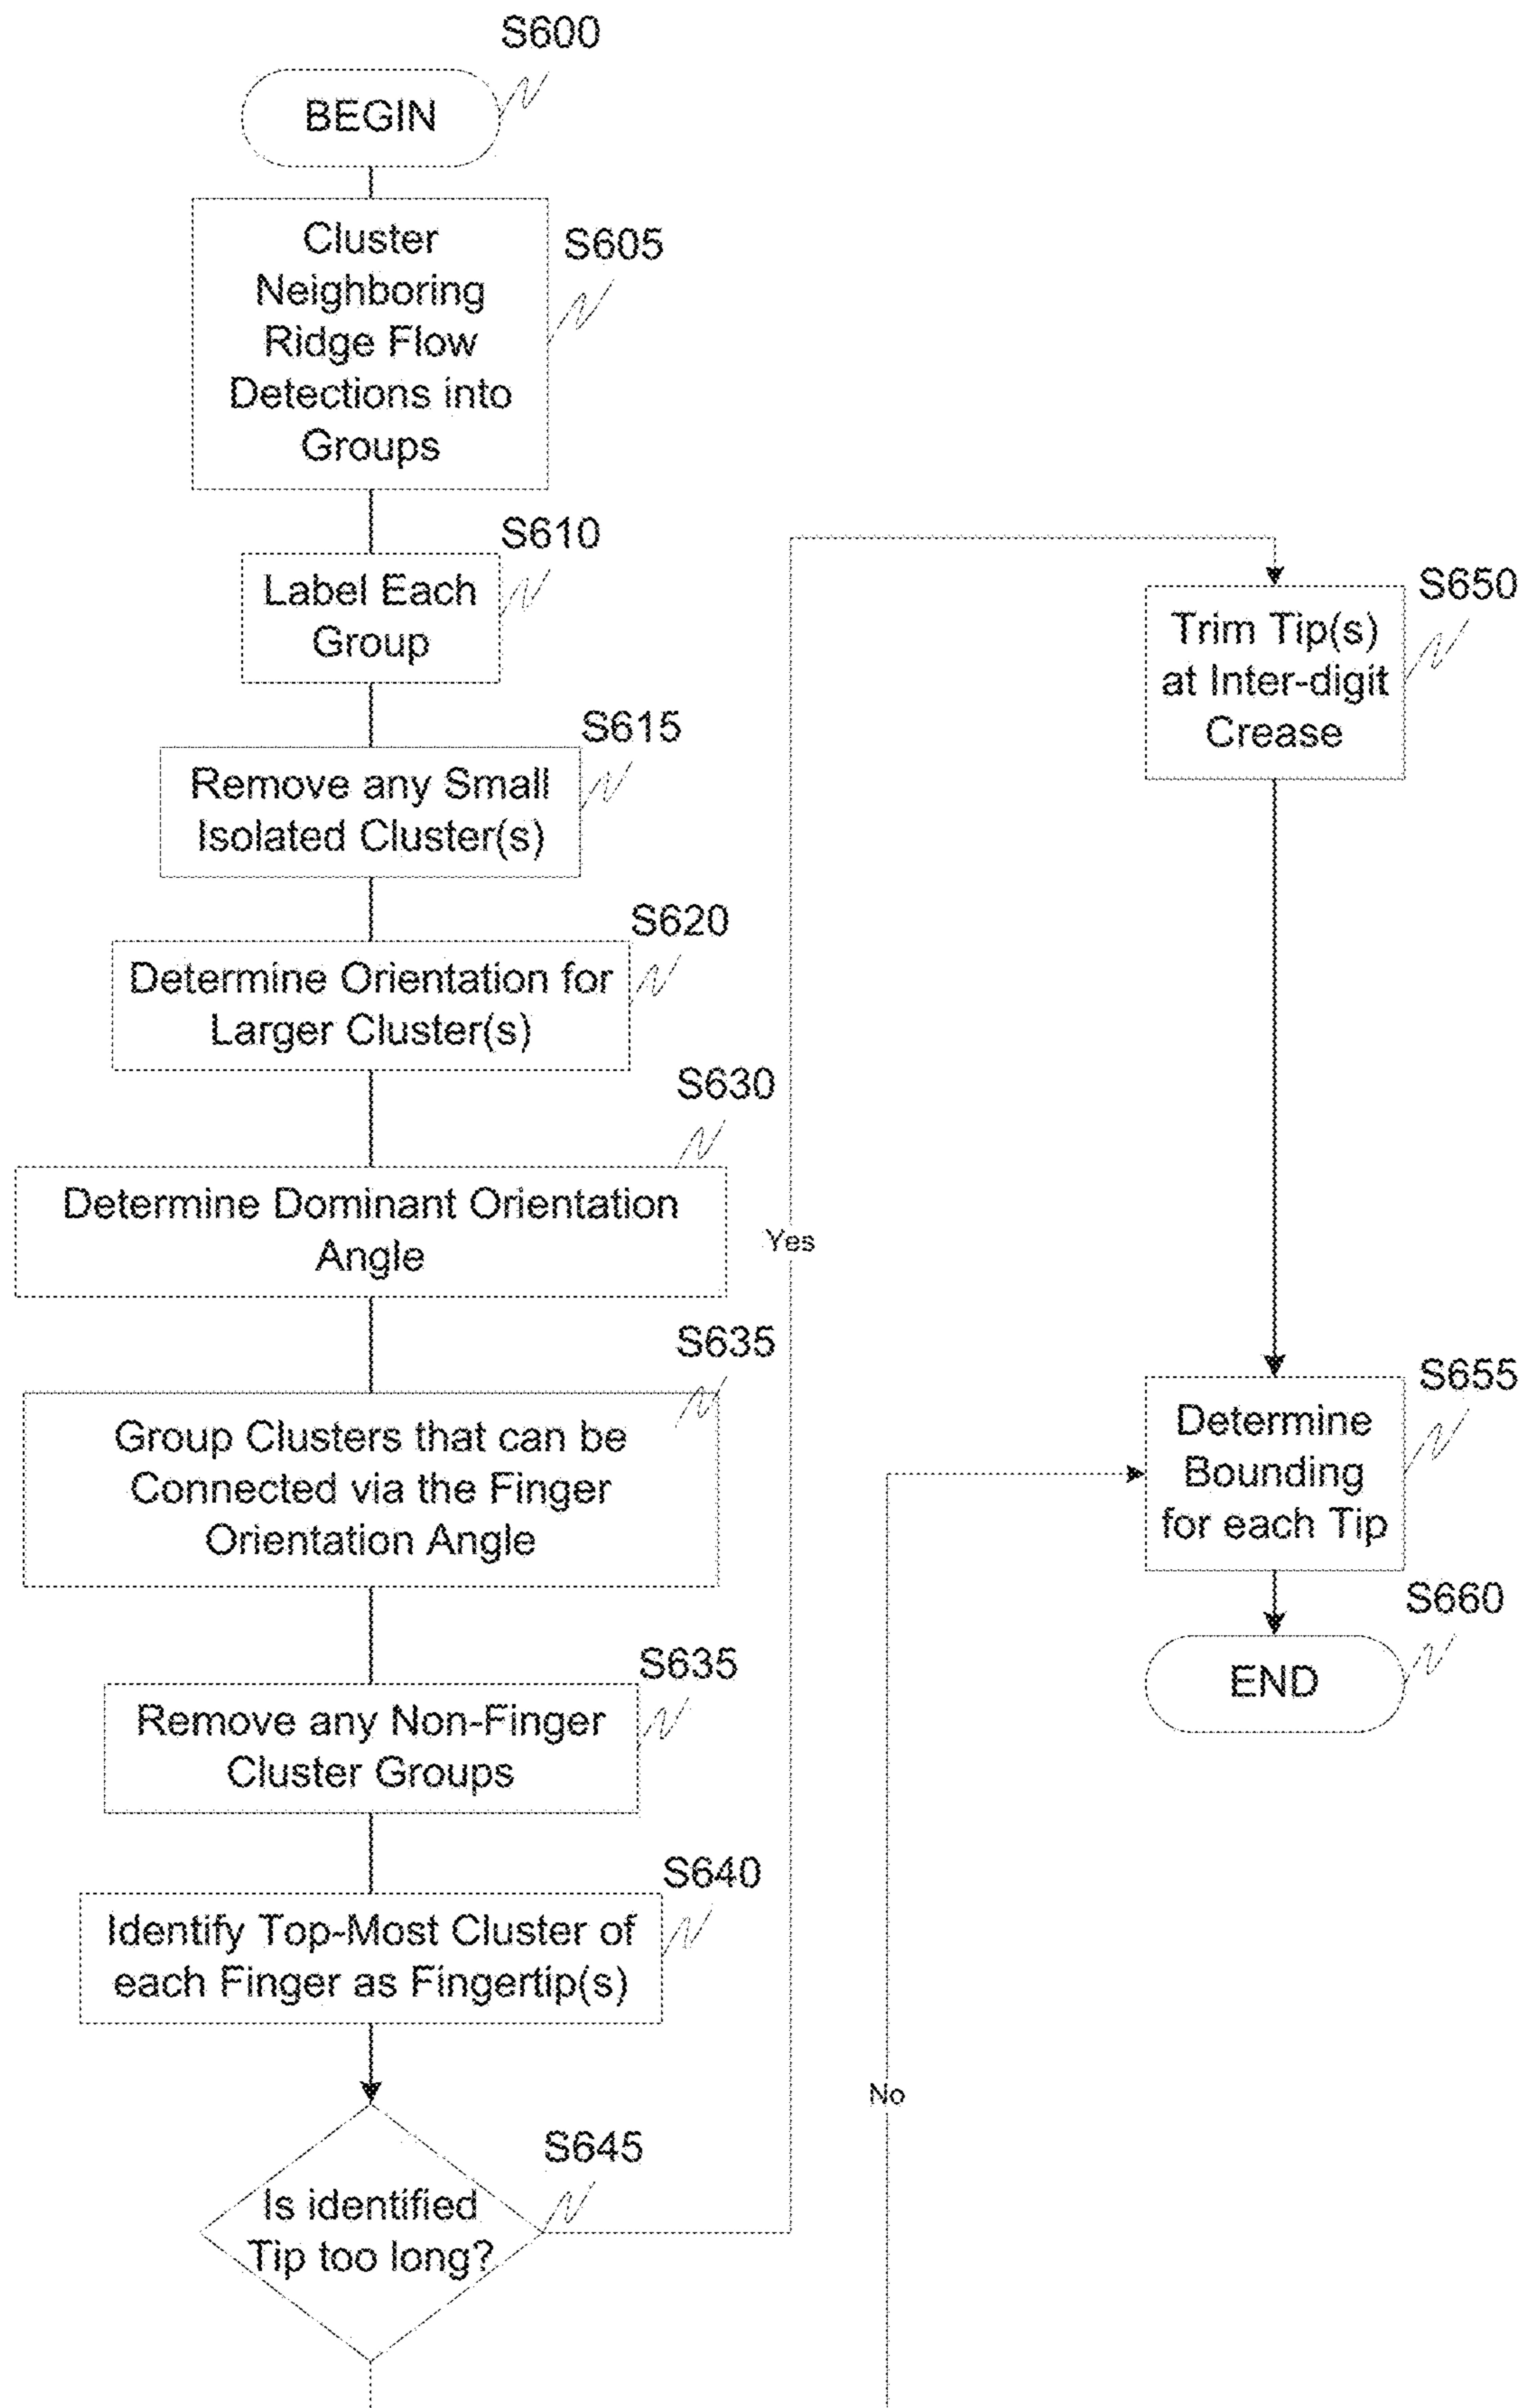 S600
BEGIN
S605
Cluster
Neighboring
Ridge Flow
Detections into
Groups
S610
Label Each
Group
S615
Remove any Small
Isolated Cluster(s)
S620
Determine Orientation for
Larger Cluster(s)
S630
Determine Dominant Orientation
Angle
S635
Group Clusters that can be
Connected via the Finger
Orientation Angle
S635
Remove any Non-Finger
Cluster Groups
S640
Identify Top-Most Cluster of
each Finger as Fingertip(s)
S645
Is identified
Tip too long?
Yes
No
S650
Trim Tip(s)
at Inter-digit
Crease
S655
Determine
Bounding
for each Tip
S660
END